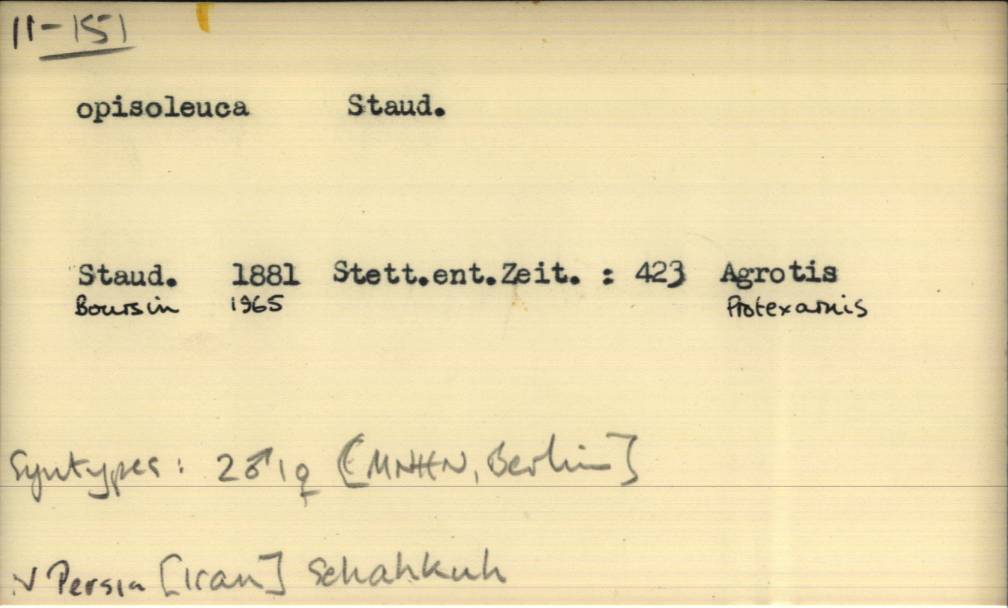 11-151
opisoleuca Staud.
Staud. 1881 Stett.ent.Zeit. : 423 Agrotis
Boursin 1965 Protexarnis
Syntypes: 2♂ 1♀ [MNHN, Berlin]
N Persia [Iran] Schahkuh